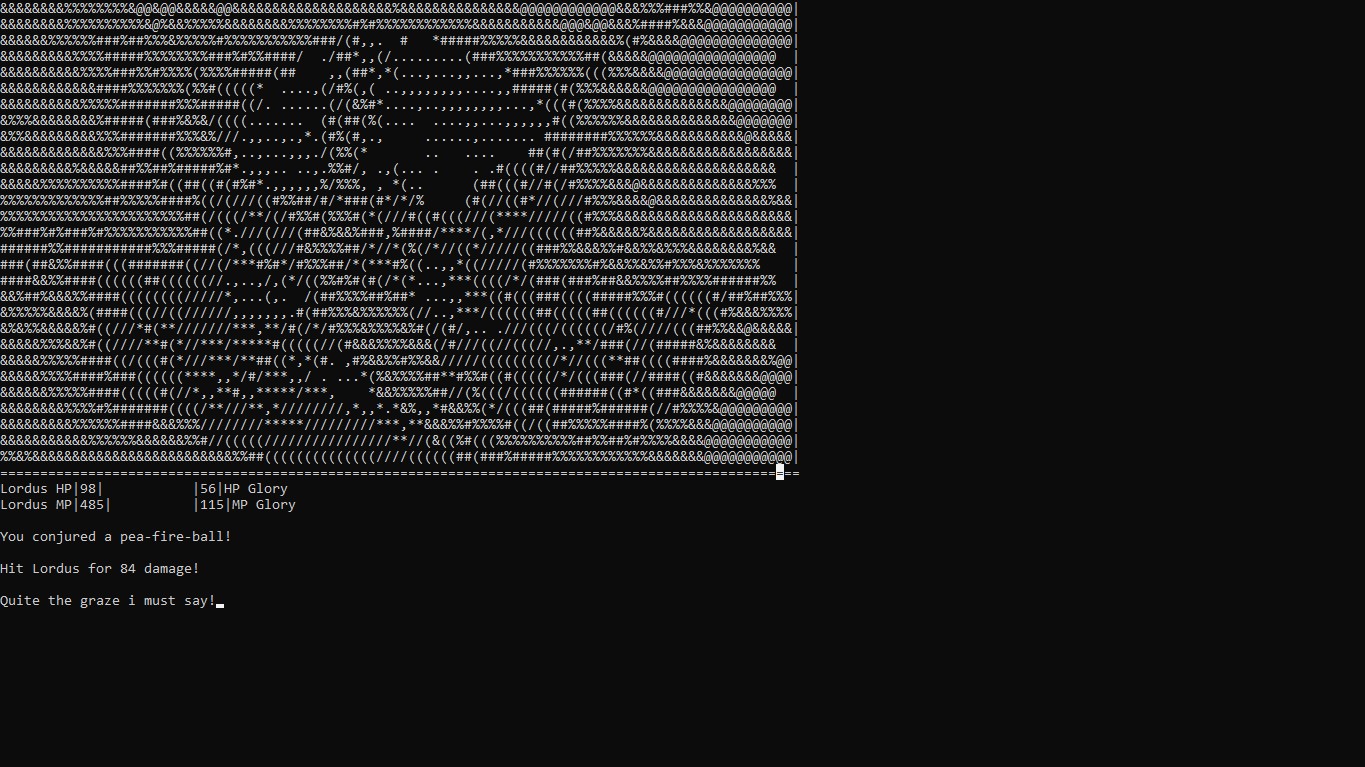 Lordus HP|98| |56|HP Glory
Lordus MP|485| |115|MP Glory
You conjured a pea-fire-ball!
Hit Lordus for 84 damage!
Quite the graze i must say!